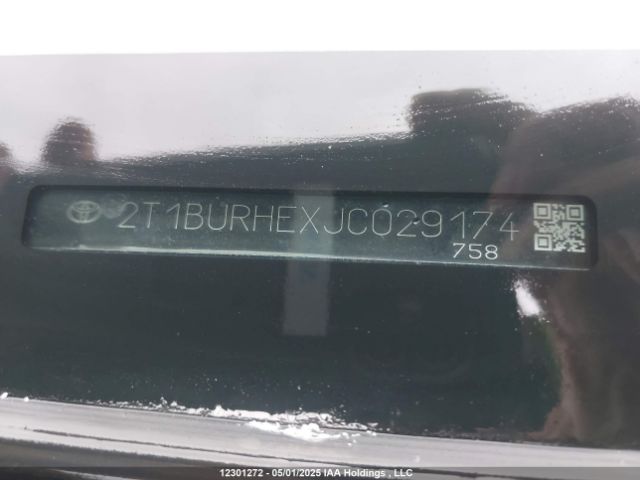 2T1BURHEXJC029174
758
12301272 - 05/01/2025 IAA Holdings , LLC